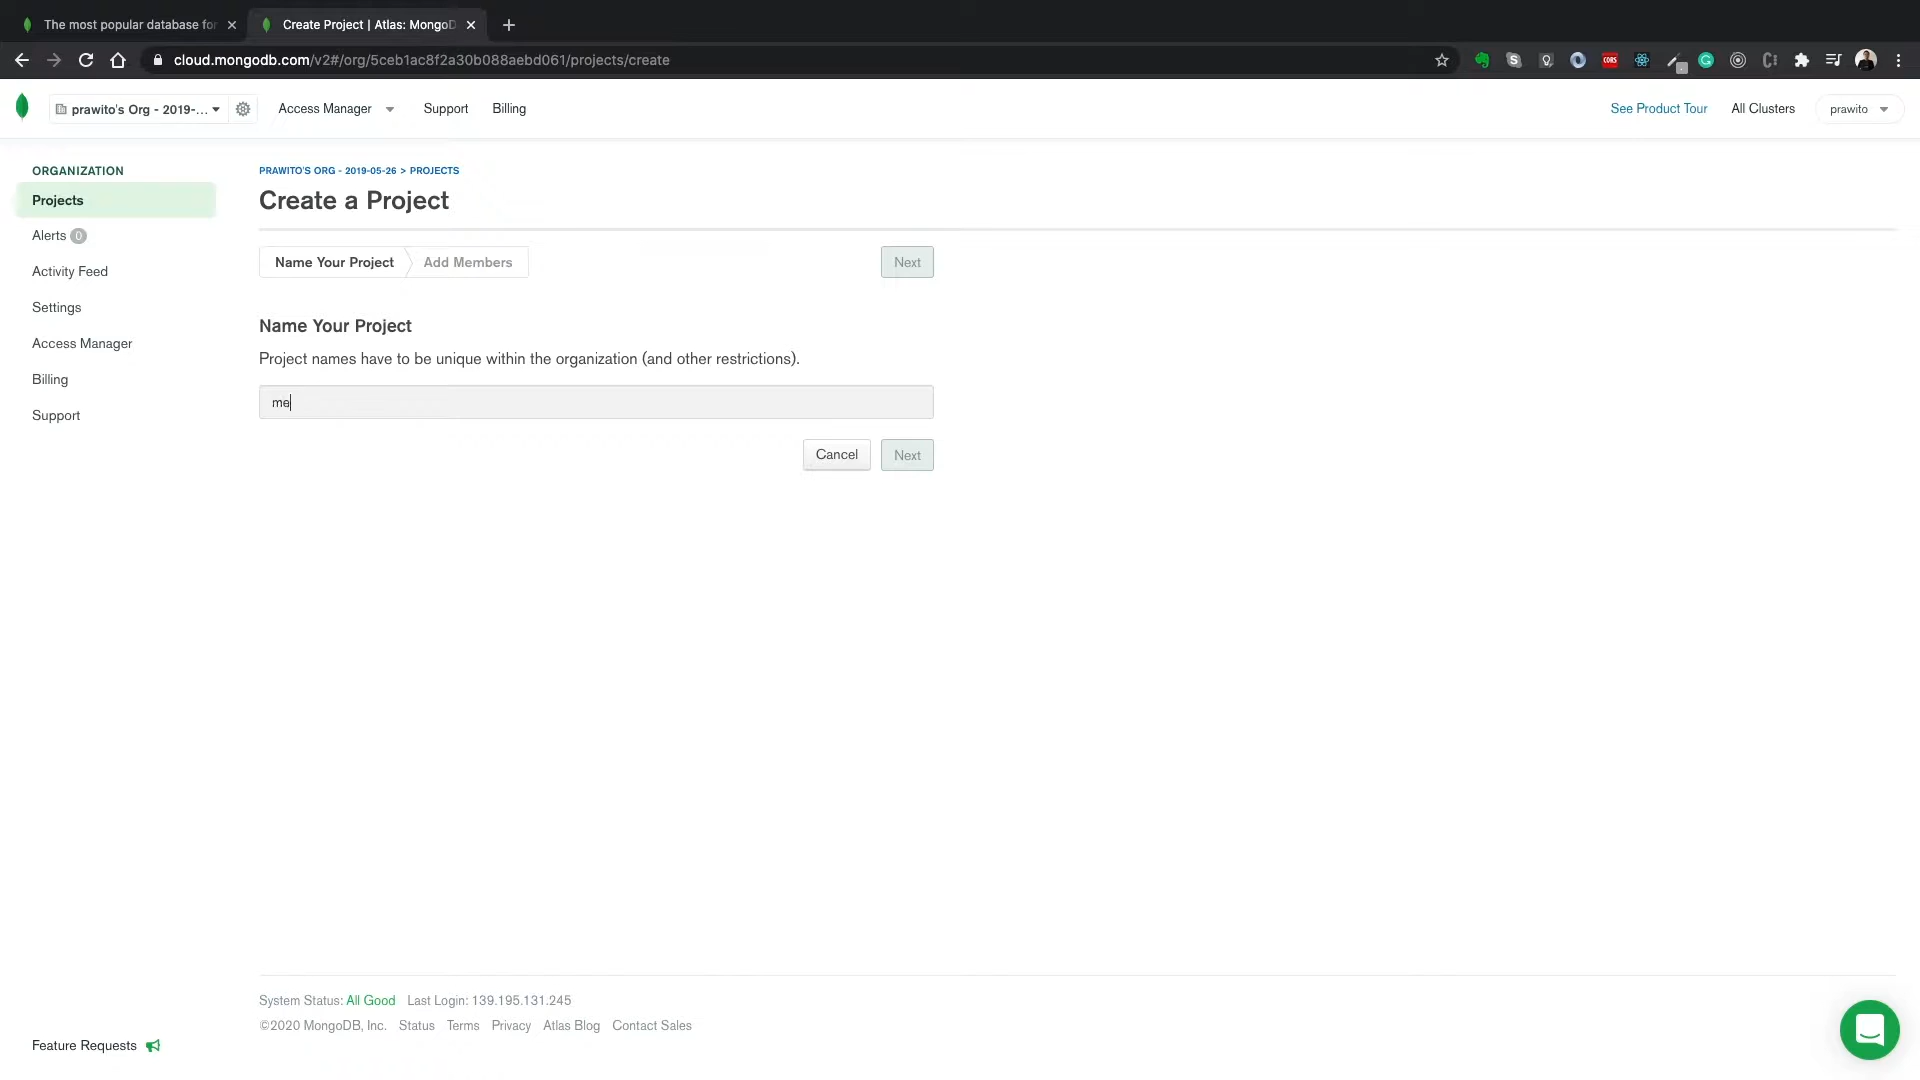 The most popular database for
Create Project | Atlas: MongoD
cloud.mongodb.com/v2#/org/5ceb1ac8f2a30b088aebd061/projects/create
CORS
prawito's Org - 2019-...
Access Manager
Support
Billing
See Product Tour
All Clusters
prawito
ORGANIZATION
Projects
Alerts 0
Activity Feed
Settings
Access Manager
Billing
Support
PRAWITO'S ORG - 2019-05-26 > PROJECTS
Create a Project
Name Your Project
Add Members
Next
Name Your Project
Project names have to be unique within the organization (and other restrictions).
me
Cancel
Next
System Status: All Good Last Login: 139.195.131.245
©2020 MongoDB, Inc. Status Terms Privacy Atlas Blog Contact Sales
Feature Requests